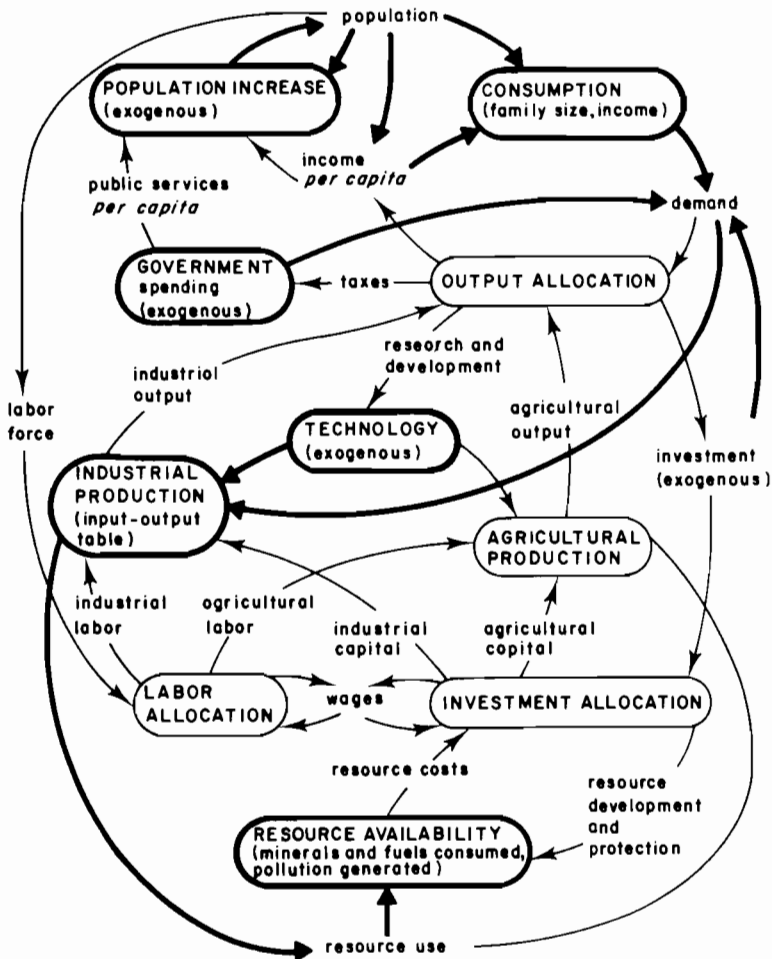 population
POPULATION INCREASE
(exogenous)
CONSUMPTION
(family size, income)
income
per capita
public services
per capita
demand
GOVERNMENT
spending
(exogenous)
taxes
OUTPUT ALLOCATION
research and
development
industrial
output
labor
force
TECHNOLOGY
(exogenous)
agricultural
output
investment
(exogenous)
INDUSTRIAL
PRODUCTION
(input-output
table)
AGRICULTURAL
PRODUCTION
industrial
labor
agricultural
labor
industrial
capital
agricultural
capital
LABOR
ALLOCATION
wages
INVESTMENT ALLOCATION
resource costs
resource
development
and
protection
RESOURCE AVAILABILITY
(minerals and fuels consumed,
pollution generated)
resource use